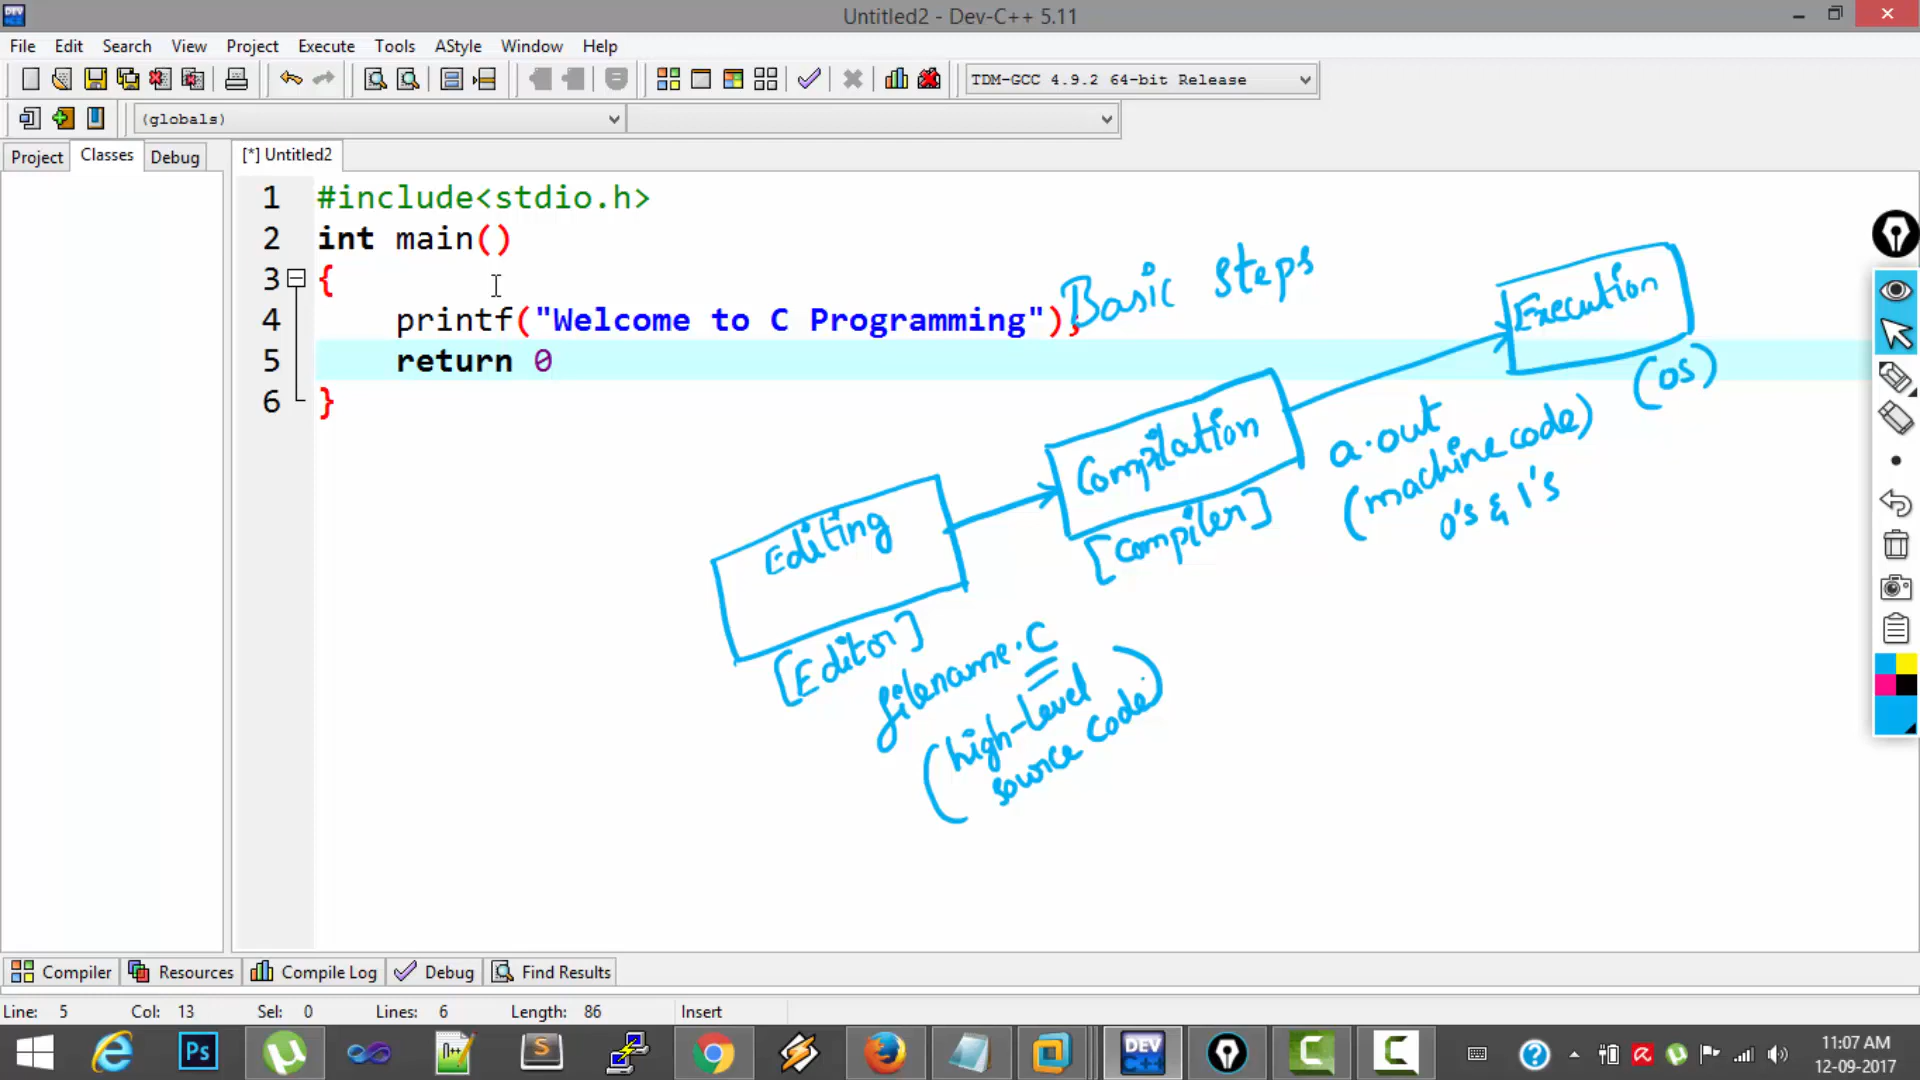 Untitled2 - Dev-C++ 5.11
File Edit Search View Project Execute Tools AStyle Window Help
TDM-GCC 4.9.2 64-bit Release
(globals)
Project Classes Debug
[*] Untitled2
1 #include<stdio.h>
2 int main()
3 {
4 printf("Welcome to C Programming");
5 return 0
6 }
Basic steps
Execution
(OS)
Compilation
[Compiler]
a.out
(machine code)
0's & 1's
Editing
[Editor]
filename.C
(high-level
source code)
Compiler Resources Compile Log Debug Find Results
Line: 5 Col: 13 Sel: 0 Lines: 6 Length: 86 Insert
Ps
N++
S
DEV
C++
C
C
11:07 AM
12-09-2017